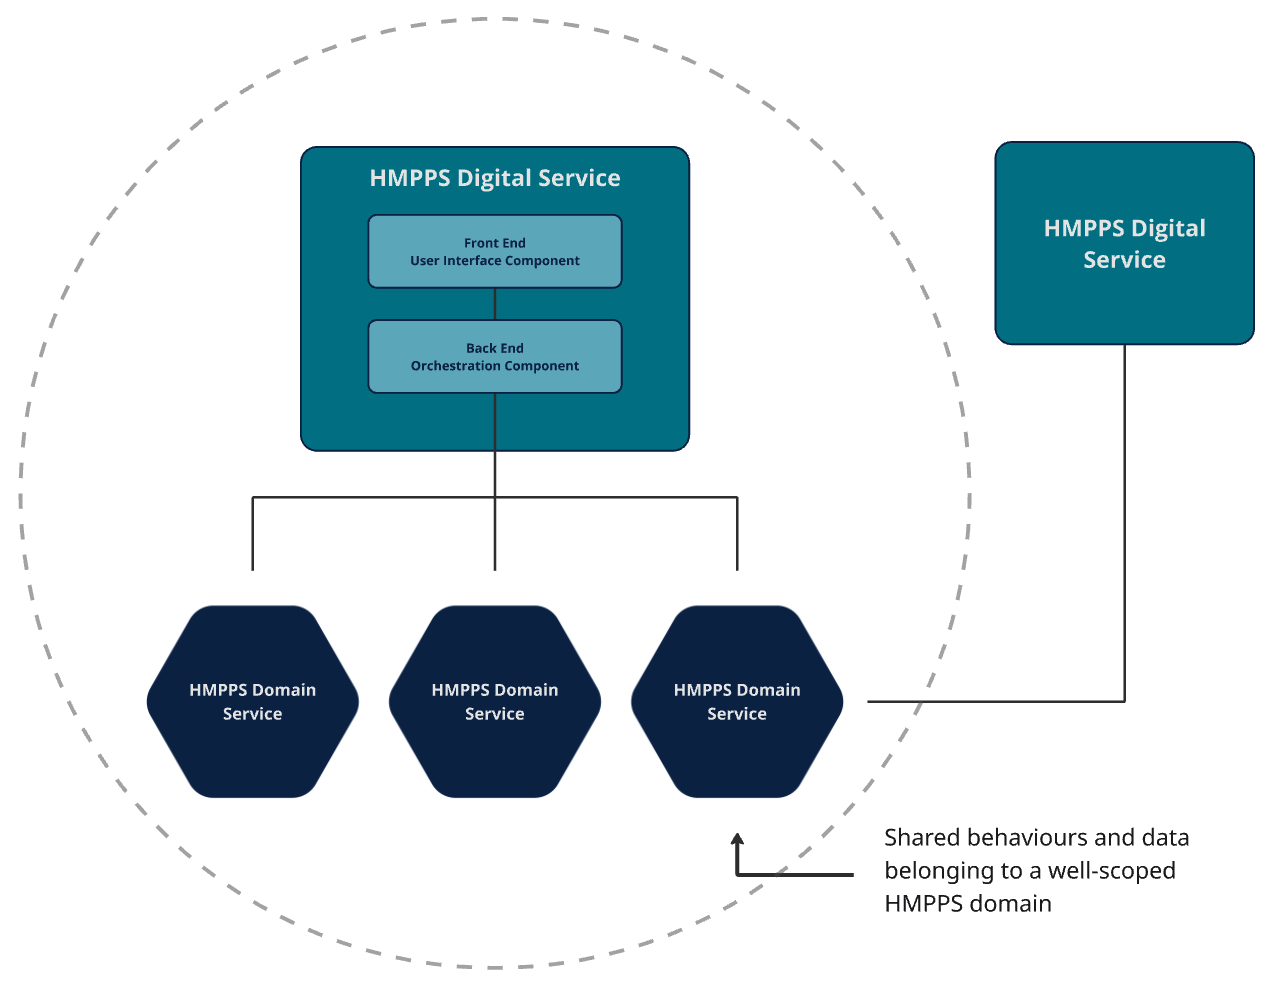 HMPPS Digital Service
Front End
User Interface Component
Back End
Orchestration Component
HMPPS Digital
Service
HMPPS Domain
Service
HMPPS Domain
Service
HMPPS Domain
Service
Shared behaviours and data
belonging to a well-scoped
HMPPS domain